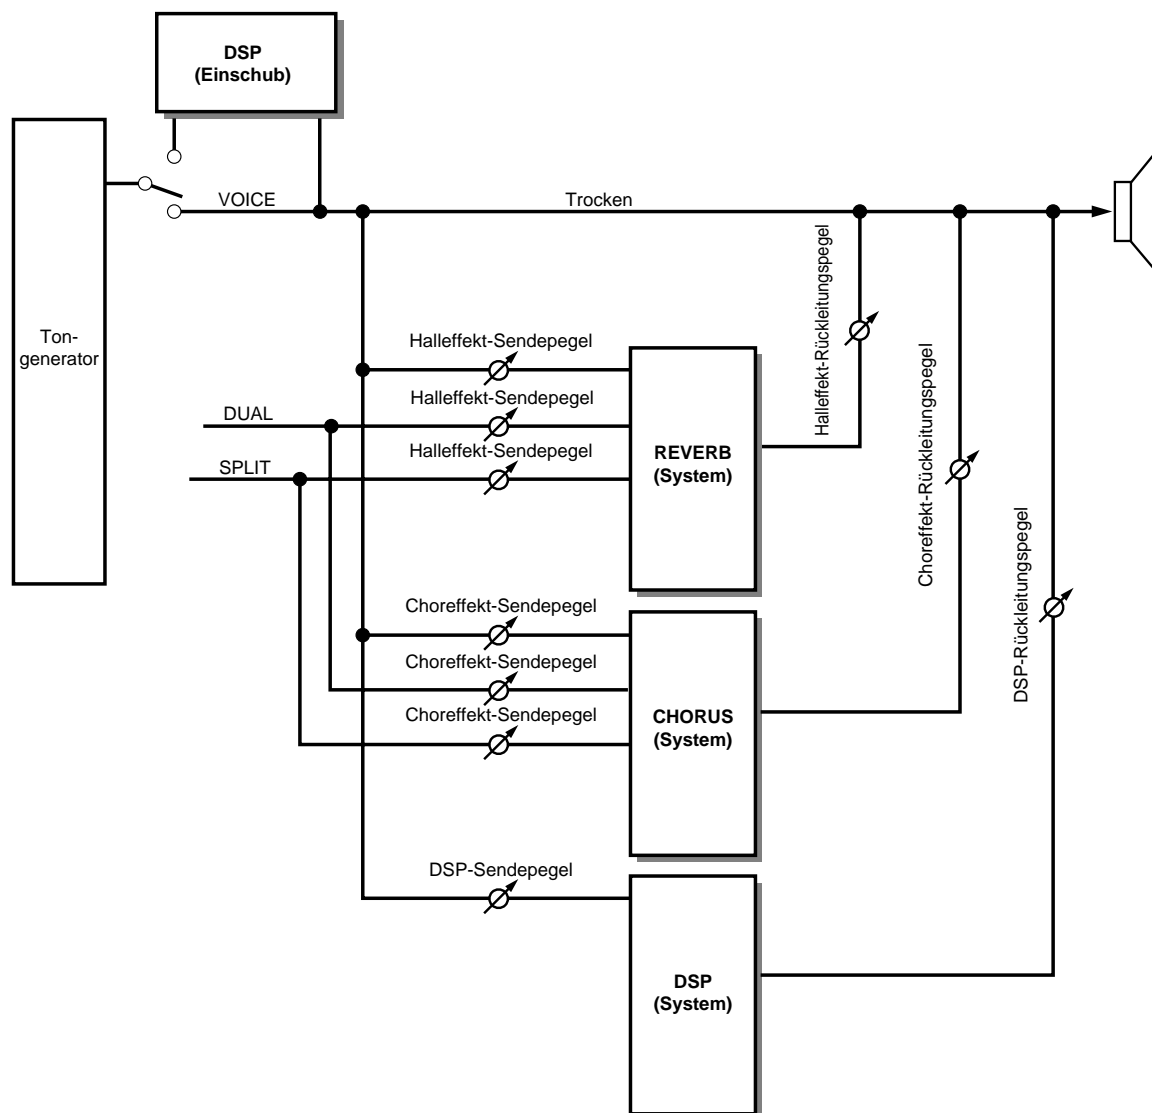 DSP
(Einschub)
VOICE
Trocken
Ton-
generator
Halleffekt-Sendepegel
DUAL
Halleffekt-Sendepegel
SPLIT
Halleffekt-Sendepegel
REVERB
(System)
Halleffekt-Rückleitungspegel
Choreffekt-Rückleitungspegel
DSP-Rückleitungspegel
Choreffekt-Sendepegel
Choreffekt-Sendepegel
Choreffekt-Sendepegel
CHORUS
(System)
DSP-Sendepegel
DSP
(System)